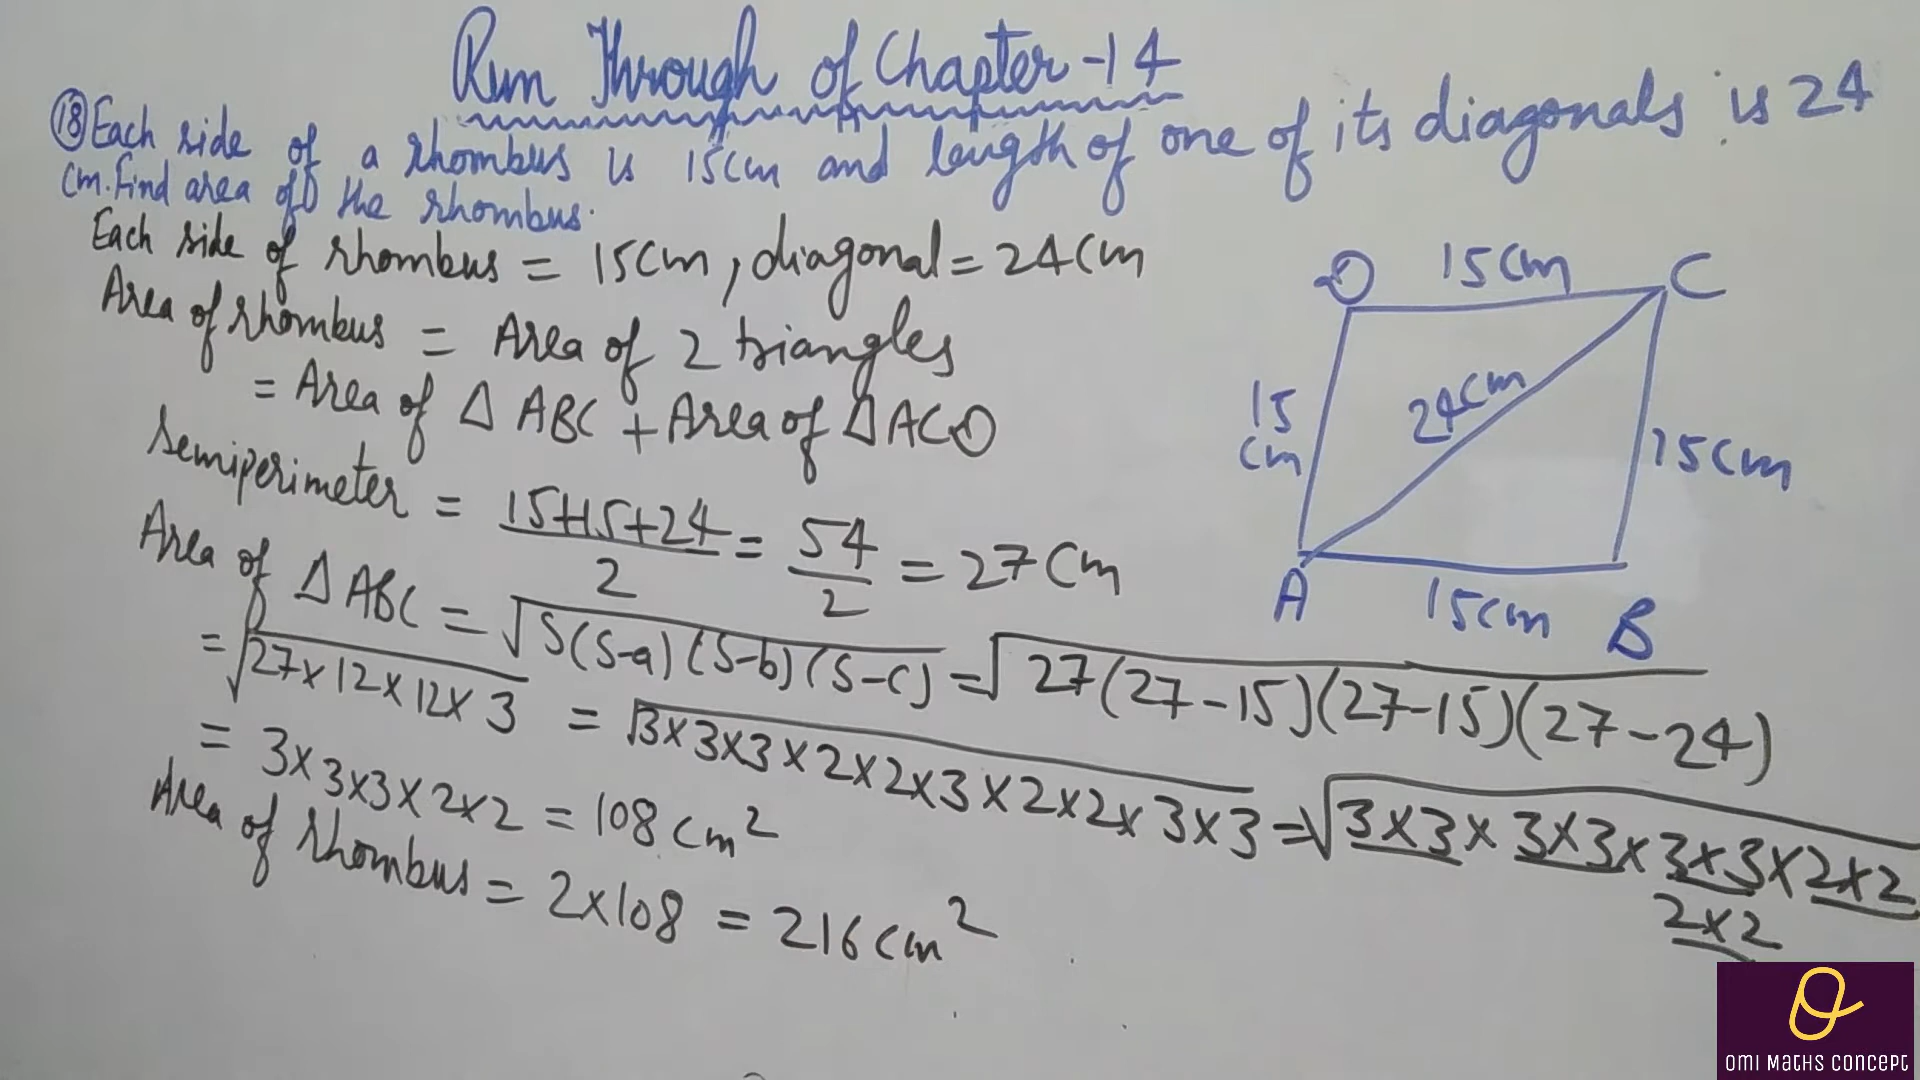 Run Through of Chapter-14
⑱ Each side of a rhombus is 15cm and length of one of its diagonals is 24
cm. Find area of the rhombus.
Each side of rhombus = 15cm, diagonal = 24cm
Area of rhombus = Area of 2 triangles
= Area of Δ ABC + Area of Δ ACD
Semiperimeter = (15+15+24)/2 = 54/2 = 27 cm
Area of Δ ABC = √S(S-a)(S-b)(S-c) = √27(27-15)(27-15)(27-24)
= √27×12×12×3 = √3×3×3×2×2×3×2×2×3×3 = √3×3×3×3×3×3×2×2
2×2
= 3×3×3×2×2 = 108 cm²
Area of rhombus = 2×108 = 216 cm²
D 15cm C
15
cm
24cm
15cm
A 15cm B
OMI MATHS CONCEPT